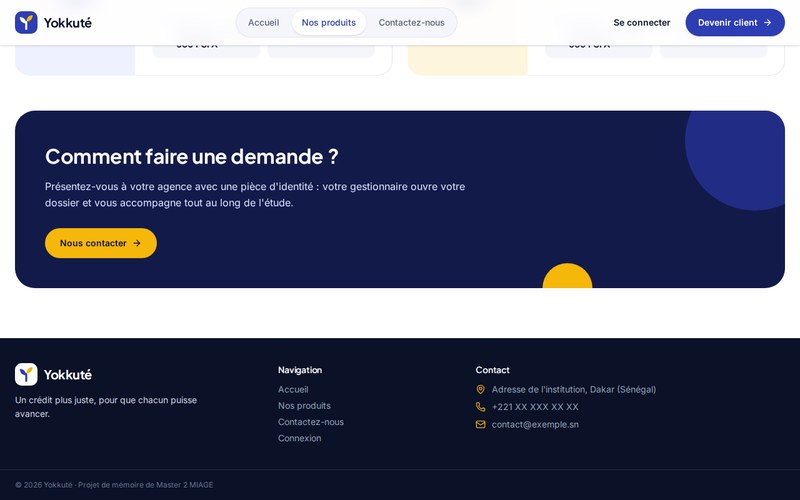 Yokkuté
Accueil
Nos produits
Contactez-nous
Se connecter
Devenir client
Comment faire une demande ?
Présentez-vous à votre agence avec une pièce d'identité : votre gestionnaire ouvre votre
dossier et vous accompagne tout au long de l'étude.
Nous contacter
Yokkuté
Un crédit plus juste, pour que chacun puisse
avancer.
Navigation
Accueil
Nos produits
Contactez-nous
Connexion
Contact
Adresse de l'institution, Dakar (Sénégal)
+221 XX XXX XX XX
contact@exemple.sn
© 2026 Yokkuté · Projet de mémoire de Master 2 MIAGE